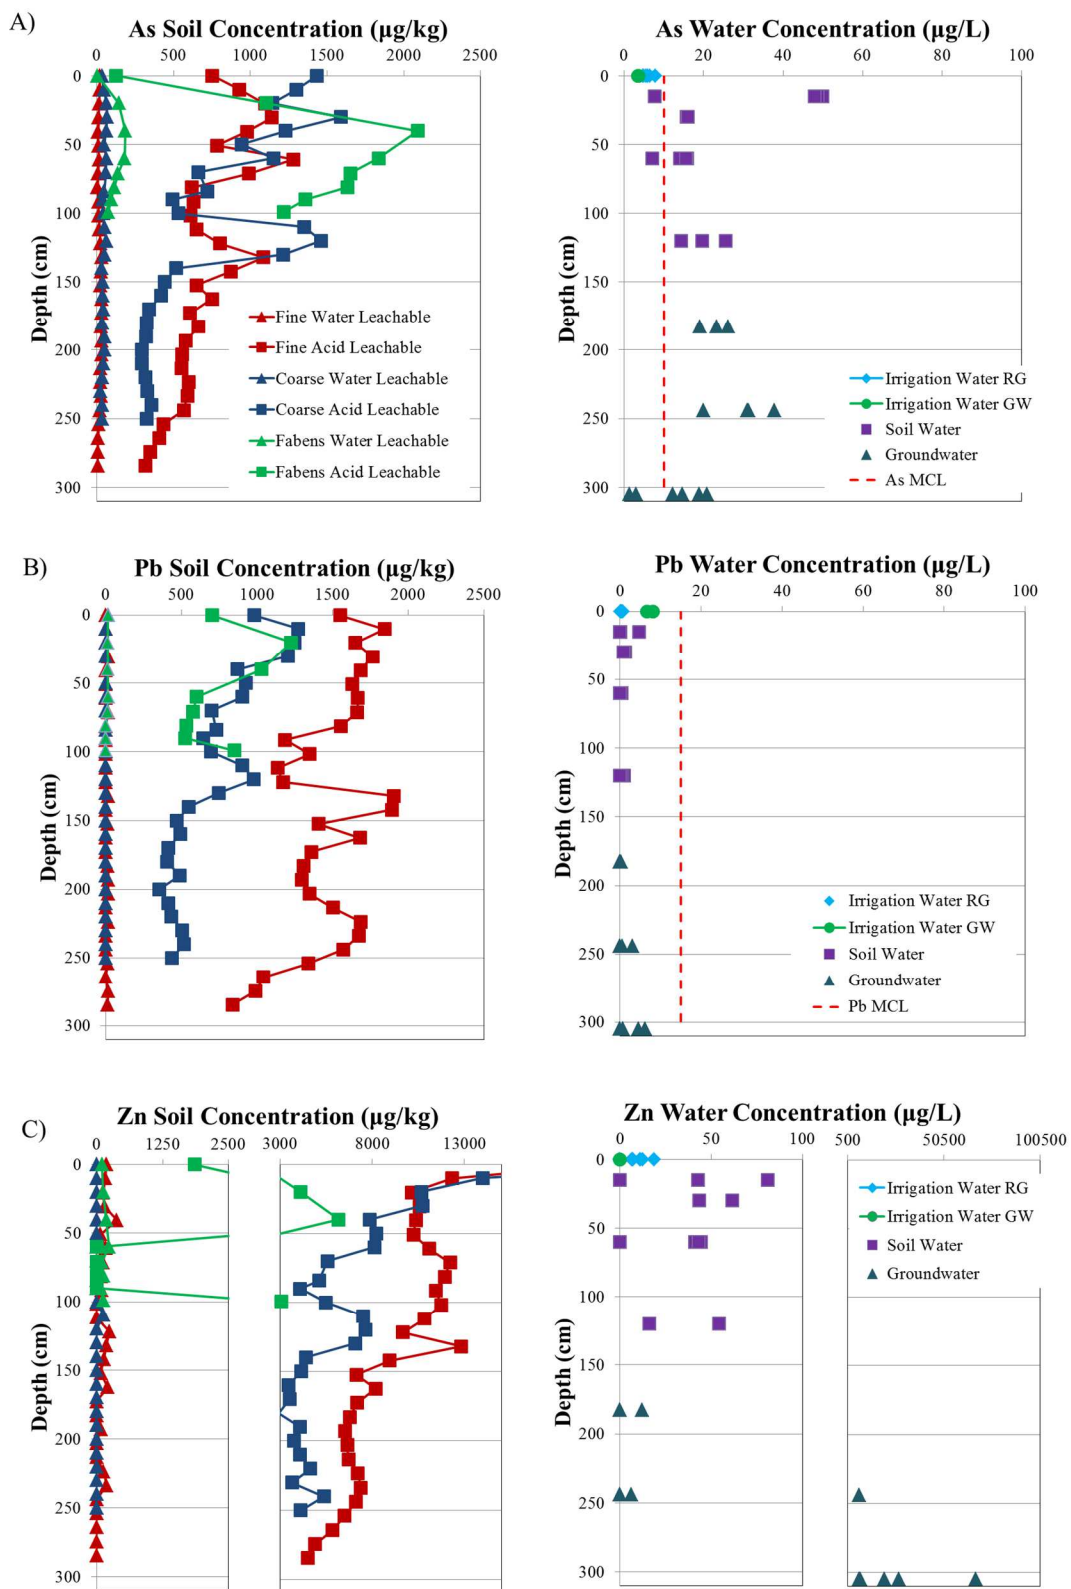 A)
As Soil Concentration (µg/kg)
0 500 1000 1500 2000 2500
0
50
100
150
200
250
300
Depth (cm)
Fine Water Leachable
Fine Acid Leachable
Coarse Water Leachable
Coarse Acid Leachable
Fabens Water Leachable
Fabens Acid Leachable
As Water Concentration (µg/L)
0 20 40 60 80 100
0
50
100
150
200
250
300
Depth (cm)
Irrigation Water RG
Irrigation Water GW
Soil Water
Groundwater
As MCL
B)
Pb Soil Concentration (µg/kg)
0 500 1000 1500 2000 2500
0
50
100
150
200
250
300
Depth (cm)
Pb Water Concentration (µg/L)
0 20 40 60 80 100
0
50
100
150
200
250
300
Depth (cm)
Irrigation Water RG
Irrigation Water GW
Soil Water
Groundwater
Pb MCL
C)
Zn Soil Concentration (µg/kg)
0 1250 2500 3000 8000 13000
0
50
100
150
200
250
300
Depth (cm)
Zn Water Concentration (µg/L)
0 50 100 500 50500 100500
0
50
100
150
200
250
300
Depth (cm)
Irrigation Water RG
Irrigation Water GW
Soil Water
Groundwater